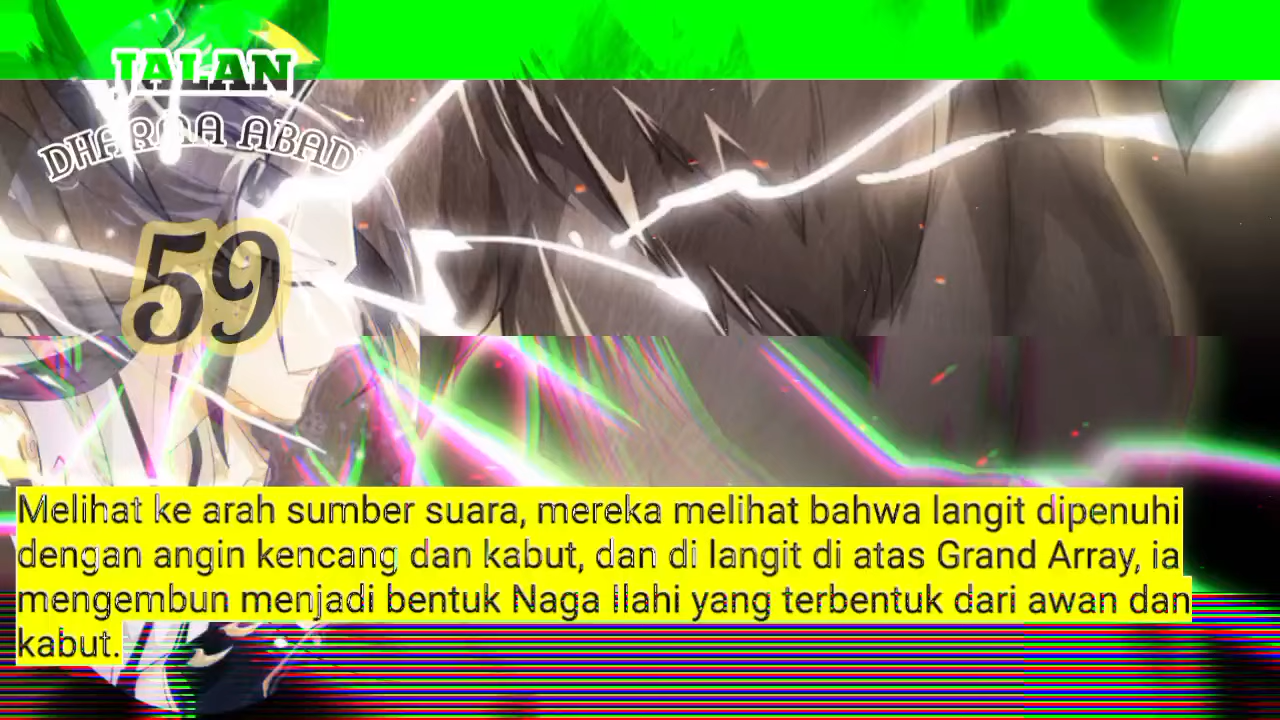 JALAN
DHARMA ABADI
59
Melihat ke arah sumber suara, mereka melihat bahwa langit dipenuhi
dengan angin kencang dan kabut, dan di langit di atas Grand Array, ia
mengembun menjadi bentuk Naga Ilahi yang terbentuk dari awan dan
kabut.